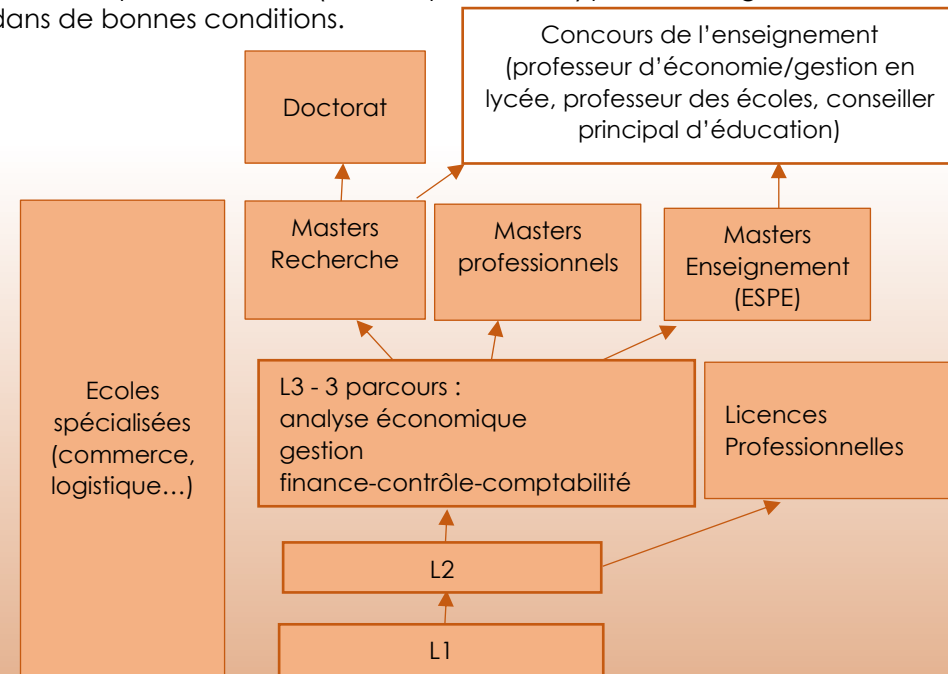 dans de bonnes conditions.
Concours de l’enseignement
(professeur d’économie/gestion en
lycée, professeur des écoles, conseiller
principal d’éducation)
Doctorat
Masters
Recherche
Masters
professionnels
Masters
Enseignement
(ESPE)
Ecoles
spécialisées
(commerce,
logistique…)
L3 - 3 parcours :
analyse économique
gestion
finance-contrôle-comptabilité
Licences
Professionnelles
L2
L1